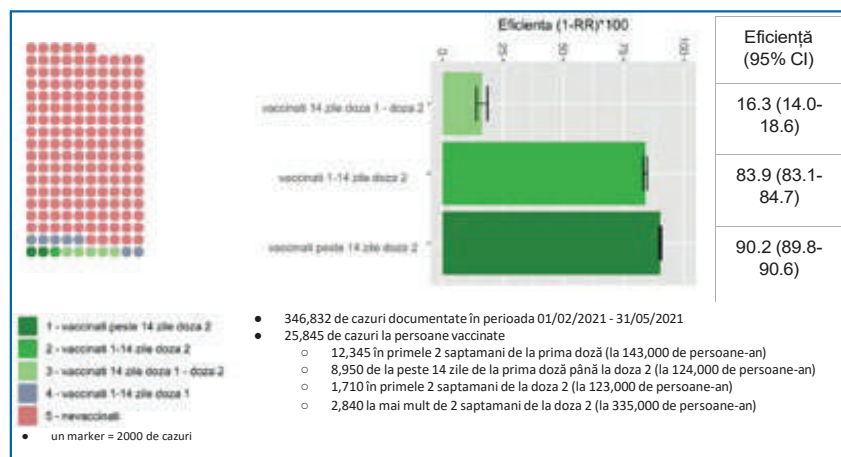 Eficienta (1-RR)*100
0-
25-
50-
75-
100-
vaccinati 14 zile doza 1 - doza 2
vaccinati 1-14 zile doza 2
vaccinati peste 14 zile doza 2
Eficiență
(95% CI)
16.3 (14.0-
18.6)
83.9 (83.1-
84.7)
90.2 (89.8-
90.6)
1 - vaccinati peste 14 zile doza 2
2 - vaccinati 1-14 zile doza 2
3 - vaccinati 14 zile doza 1 - doza 2
4 - vaccinati 1-14 zile doza 1
5 - nevaccinati
● un marker = 2000 de cazuri
● 346,832 de cazuri documentate în perioada 01/02/2021 - 31/05/2021
● 25,845 de cazuri la persoane vaccinate
○ 12,345 în primele 2 saptamani de la prima doză (la 143,000 de persoane-an)
○ 8,950 de la peste 14 zile de la prima doză până la doza 2 (la 124,000 de persoane-an)
○ 1,710 în primele 2 saptamani de la doza 2 (la 123,000 de persoane-an)
○ 2,840 la mai mult de 2 saptamani de la doza 2 (la 335,000 de persoane-an)